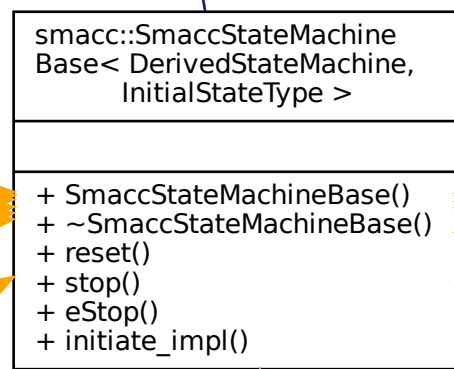 smacc::SmaccStateMachine
Base< DerivedStateMachine,
InitialStateType >
+ SmaccStateMachineBase()
+ ~SmaccStateMachineBase()
+ reset()
+ stop()
+ eStop()
+ initiate_impl()